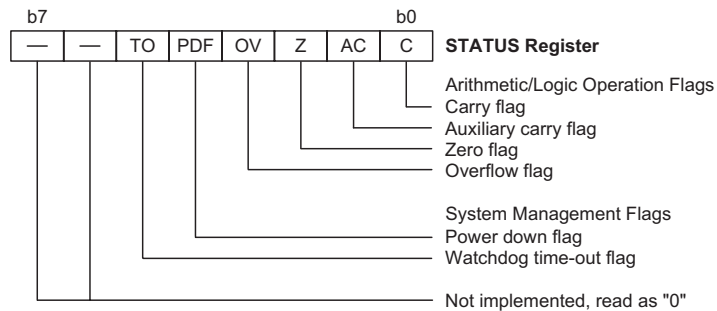 b7 b0
— — TO PDF OV Z AC C STATUS Register
Arithmetic/Logic Operation Flags
Carry flag
Auxiliary carry flag
Zero flag
Overflow flag
System Management Flags
Power down flag
Watchdog time-out flag
Not implemented, read as "0"